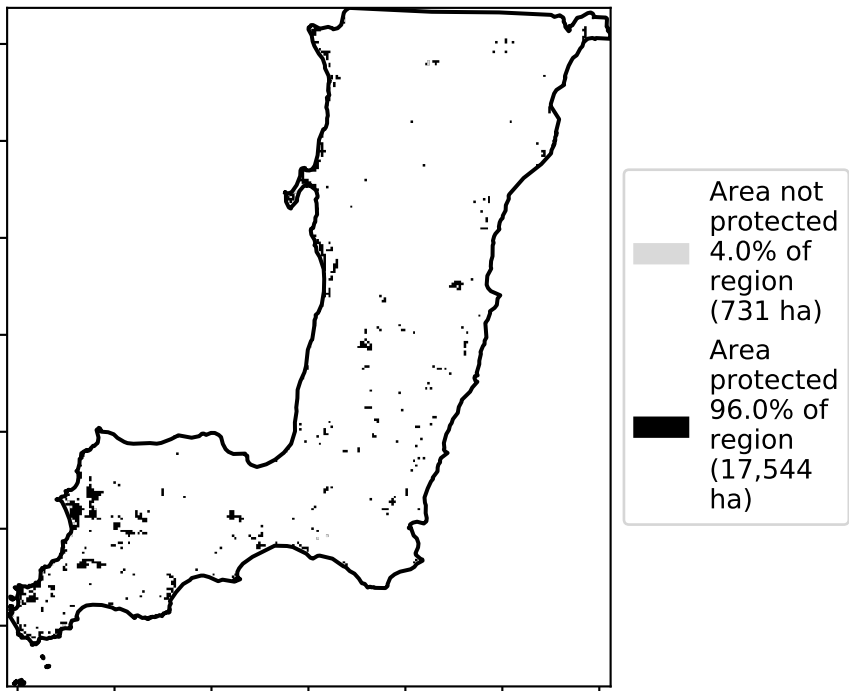 Area not
protected
4.0% of
region
(731 ha)
Area
protected
96.0% of
region
(17,544
ha)